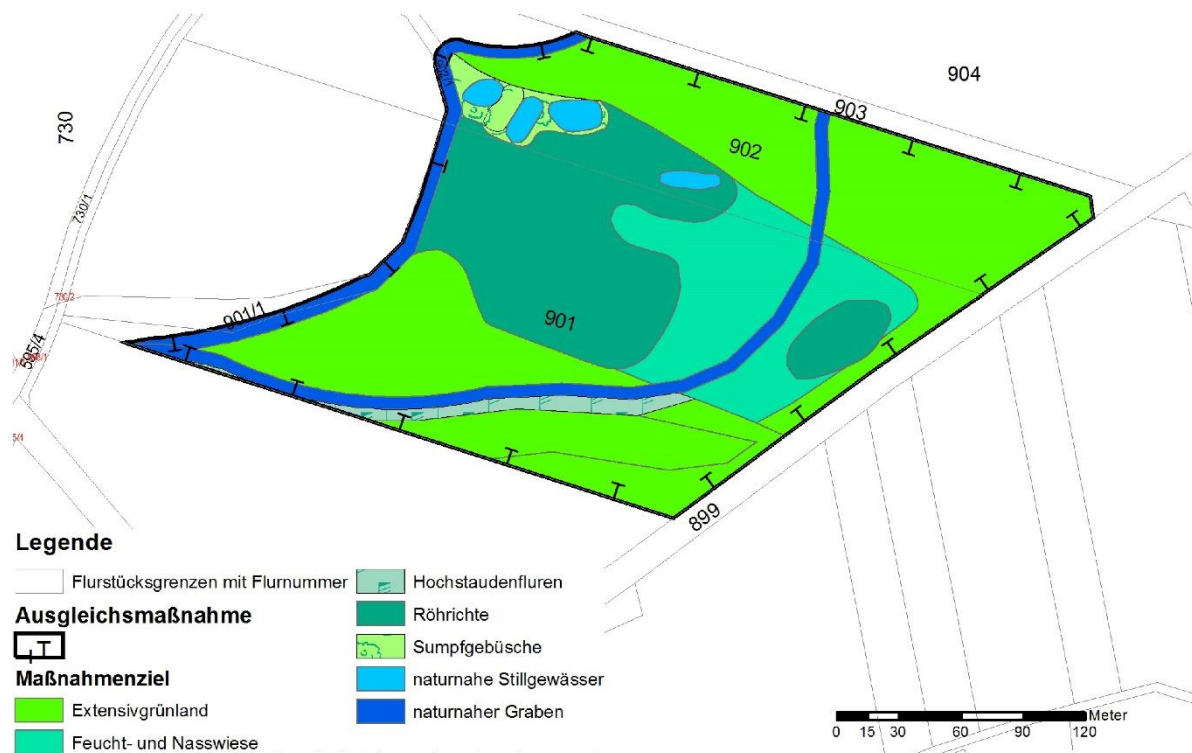 904
903
730
902
730/1
901
901/1
595/4
899
Legende
Flurstücksgrenzen mit Flurnummer
Ausgleichsmaßnahme
Maßnahmenziel
Extensivgrünland
Feucht- und Nasswiese
Hochstaudenfluren
Röhrichte
Sumpfgebüsche
naturnahe Stillgewässer
naturnaher Graben
Meter
0 15 30 60 90 120